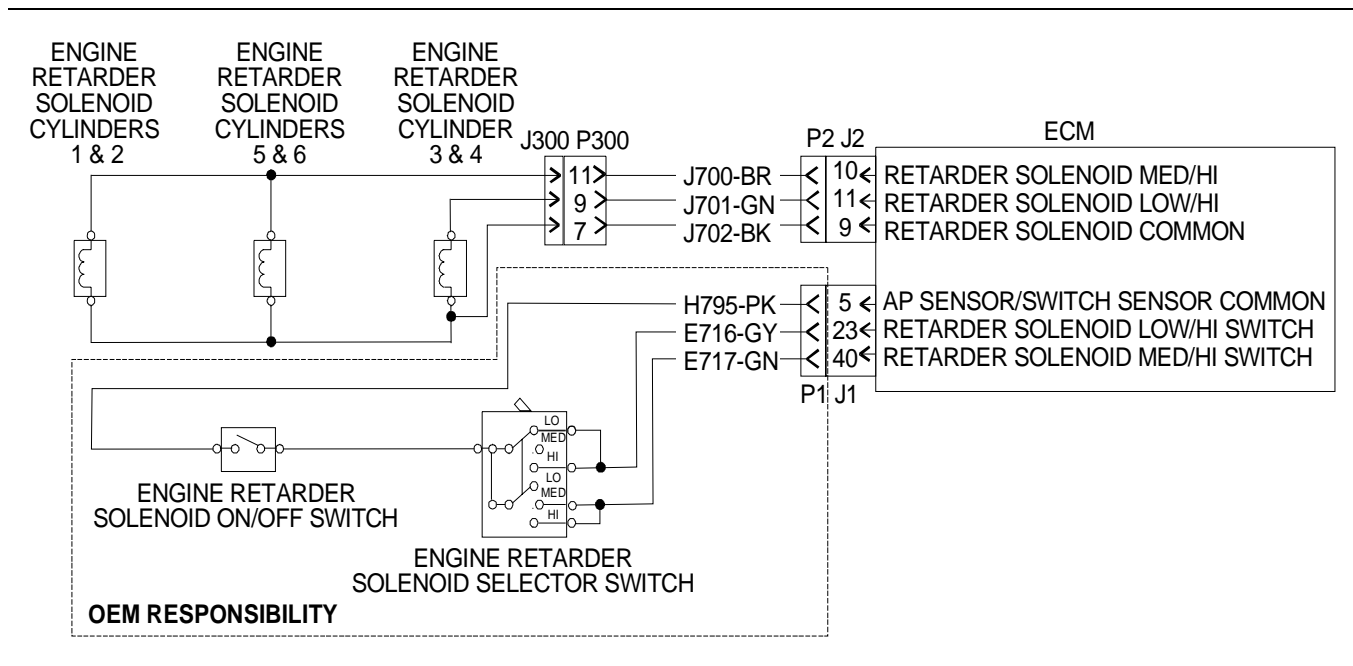 ENGINE
RETARDER
SOLENOID
CYLINDERS
1 & 2
ENGINE
RETARDER
SOLENOID
CYLINDERS
5 & 6
ENGINE
RETARDER
SOLENOID
CYLINDER
3 & 4
J300 P300
11
9
7
J700-BR
J701-GN
J702-BK
P2 J2
10
11
9
ECM
RETARDER SOLENOID MED/HI
RETARDER SOLENOID LOW/HI
RETARDER SOLENOID COMMON
H795-PK
E716-GY
E717-GN
5
23
40
P1 J1
AP SENSOR/SWITCH SENSOR COMMON
RETARDER SOLENOID LOW/HI SWITCH
RETARDER SOLENOID MED/HI SWITCH
LO
MED
HI
LO
MED
HI
ENGINE RETARDER
SOLENOID ON/OFF SWITCH
ENGINE RETARDER
SOLENOID SELECTOR SWITCH
OEM RESPONSIBILITY